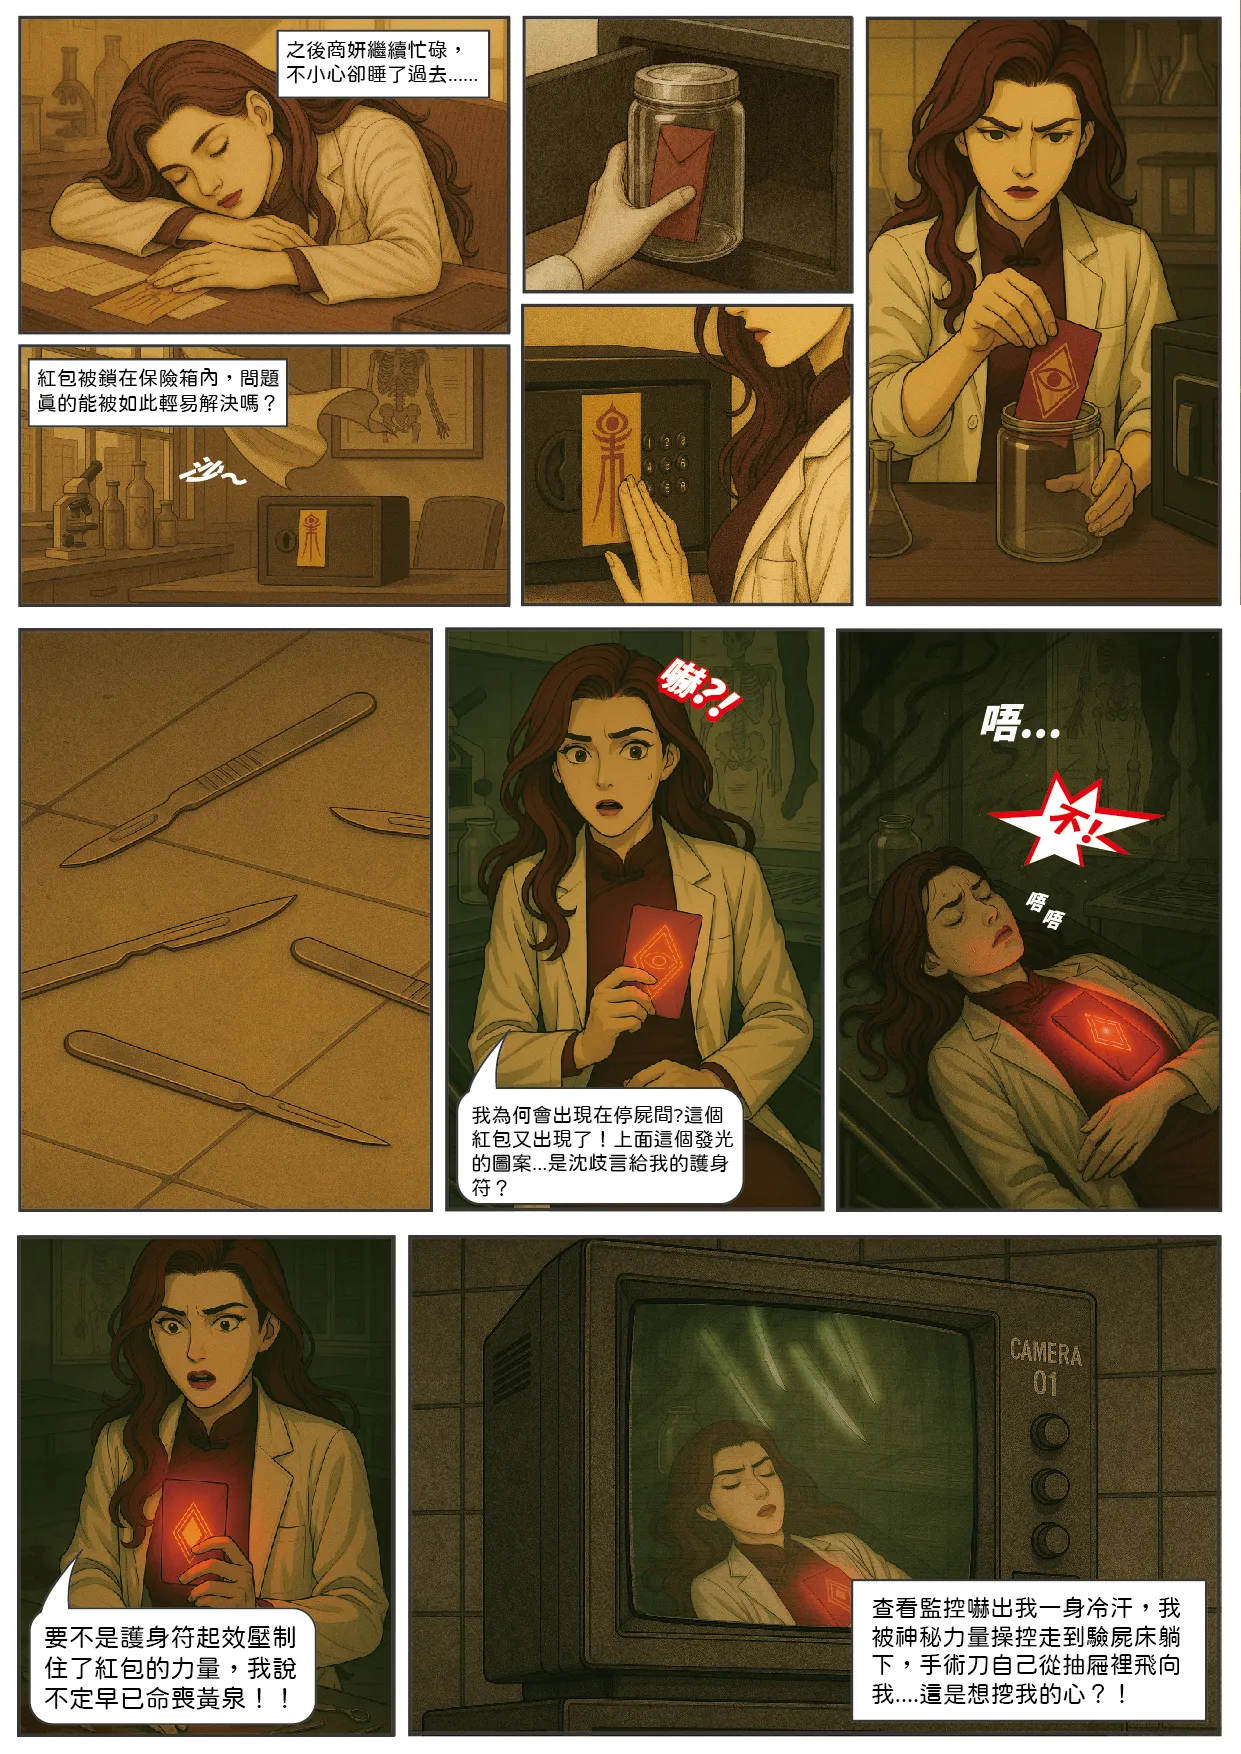 之後商妍繼續忙碌，
不小心卻睡了過去......
紅包被鎖在保險箱內，問題
真的能被如此輕易解決嗎？
沙～
唔...
不！
唔
唔
嚇?!
我為何會出現在停屍間?這個
紅包又出現了！上面這個發光
的圖案...是沈歧言給我的護身
符？
CAMERA
01
查看監控嚇出我一身冷汗，我
被神秘力量操控走到驗屍床躺
下，手術刀自己從抽屜裡飛向
我....這是想挖我的心？！
要不是護身符起效壓制
住了紅包的力量，我說
不定早已命喪黃泉！！